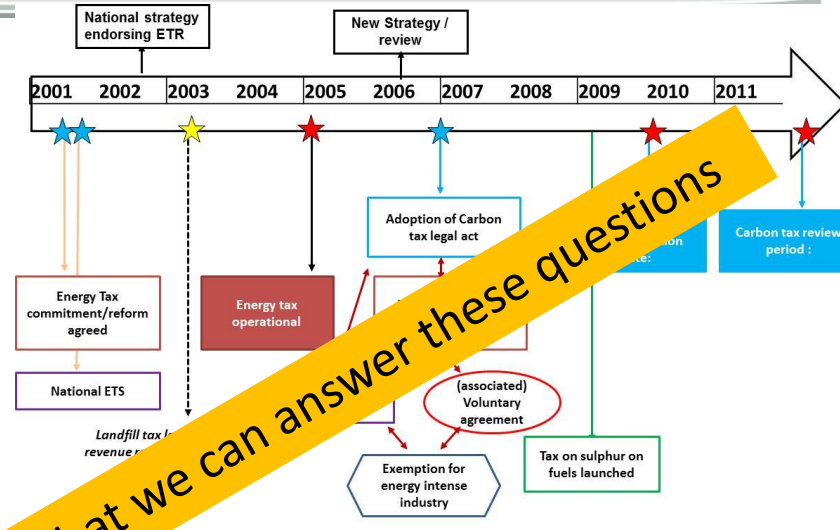 National strategy
endorsing ETR
New Strategy /
review
2001 2002 2003 2004 2005 2006 2007 2008 2009 2010 2011
Adoption of Carbon
tax legal act
Carbon tax review
period :
Energy Tax
commitment/reform
agreed
Energy tax
operational
National ETS
(associated)
Voluntary
agreement
Landfill tax
revenue
Exemption for
energy intense
industry
Tax on sulphur on
fuels launched
we can answer these questions